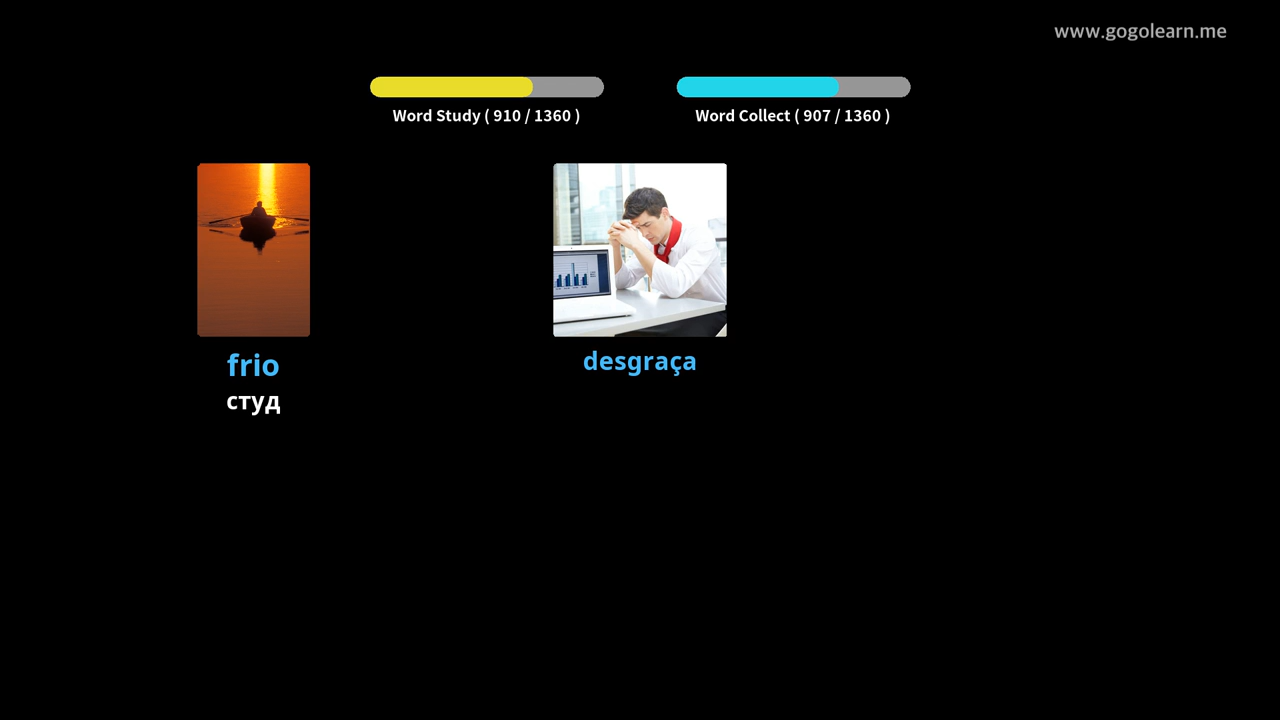 www.gogolearn.me
Word Study ( 910 / 1360 )
Word Collect ( 907 / 1360 )
frio
студ
desgraça